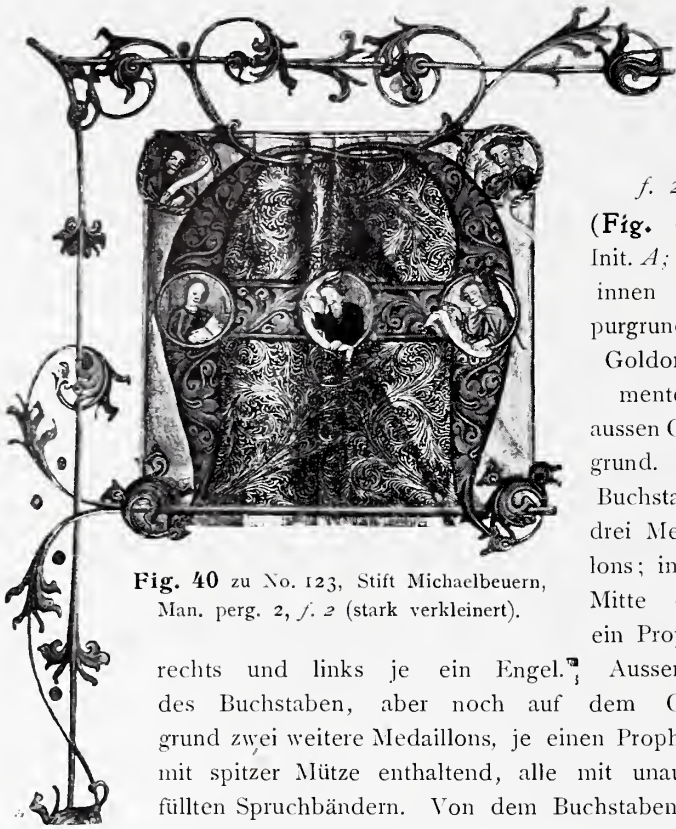 f. 2
(Fig.
Init. A;
innen
purgrund
Goldor
mente
aussen G
grund.
Buchsta
drei Me
lons; in
Mitte
ein Prop
Fig. 40 zu No. 123, Stift Michaelbeuern,
Man. perg. 2, f. 2 (stark verkleinert).
rechts und links je ein Engel. Ausser
des Buchstaben, aber noch auf dem G
grund zwei weitere Medaillons, je einen Proph
mit spitzer Mütze enthaltend, alle mit unau
füllten Spruchbändern. Von dem Buchstaben